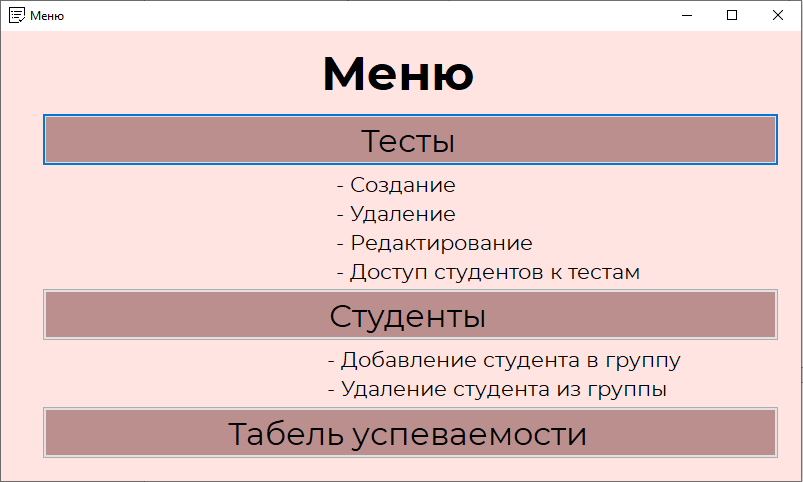 Меню
Меню
Тесты
- Создание
- Удаление
- Редактирование
- Доступ студентов к тестам
Студенты
- Добавление студента в группу
- Удаление студента из группы
Табель успеваемости